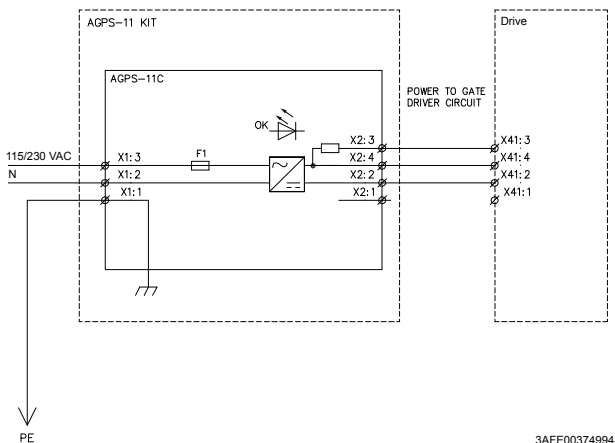 AGPS-11 KIT
Drive
AGPS-11C
POWER TO GATE
DRIVER CIRCUIT
OK
X2:3
X41:3
115/230 VAC
X1:3
F1
X2:4
X41:4
N
X1:2
X2:2
X41:2
X1:1
X2:1
X41:1
PE
3AFE00374994